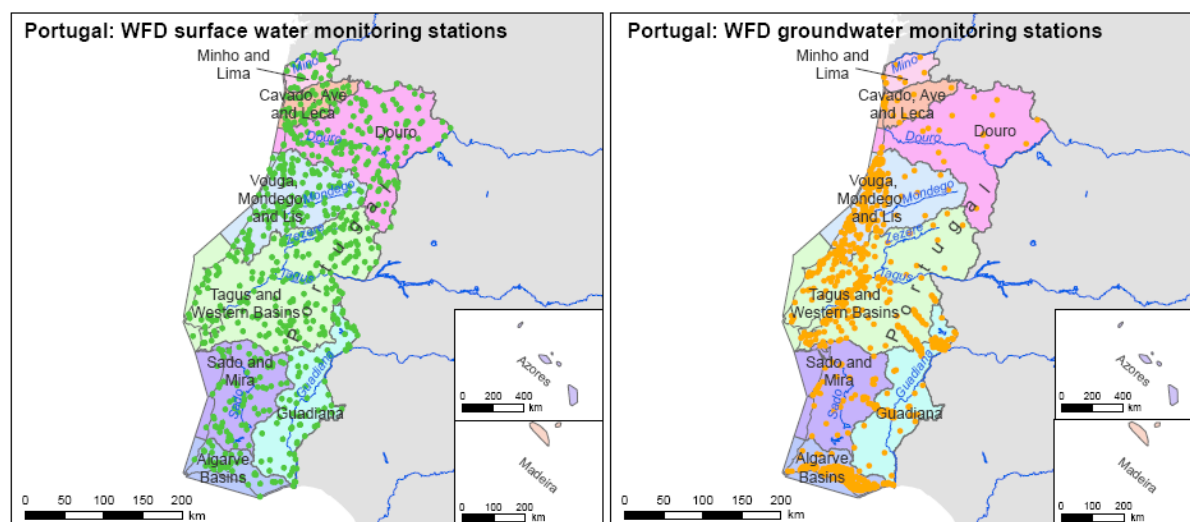 Portugal: WFD surface water monitoring stations
Minho and
Lima
Mino
Cavado, Ave
and Leca
Douro
Douro
Vouga,
Mondego
and Lis
Mondego
Zezere
Tagus
Tagus and
Western Basins
Portugal
Sado and
Mira
Sado
Guadiana
Guadiana
Algarve
Basins
Azores
0 200 400
km
Madeira
0 100 200
km
0 50 100 150 200
km
Portugal: WFD groundwater monitoring stations
Minho and
Lima
Mino
Cavado, Ave
and Leca
Douro
Douro
Vouga,
Mondego
and Lis
Mondego
Zezere
Tagus
Tagus and
Western Basins
Portugal
Sado and
Mira
Sado
Guadiana
Guadiana
Algarve
Basins
Azores
0 200 400
km
Madeira
0 100 200
km
0 50 100 150 200
km